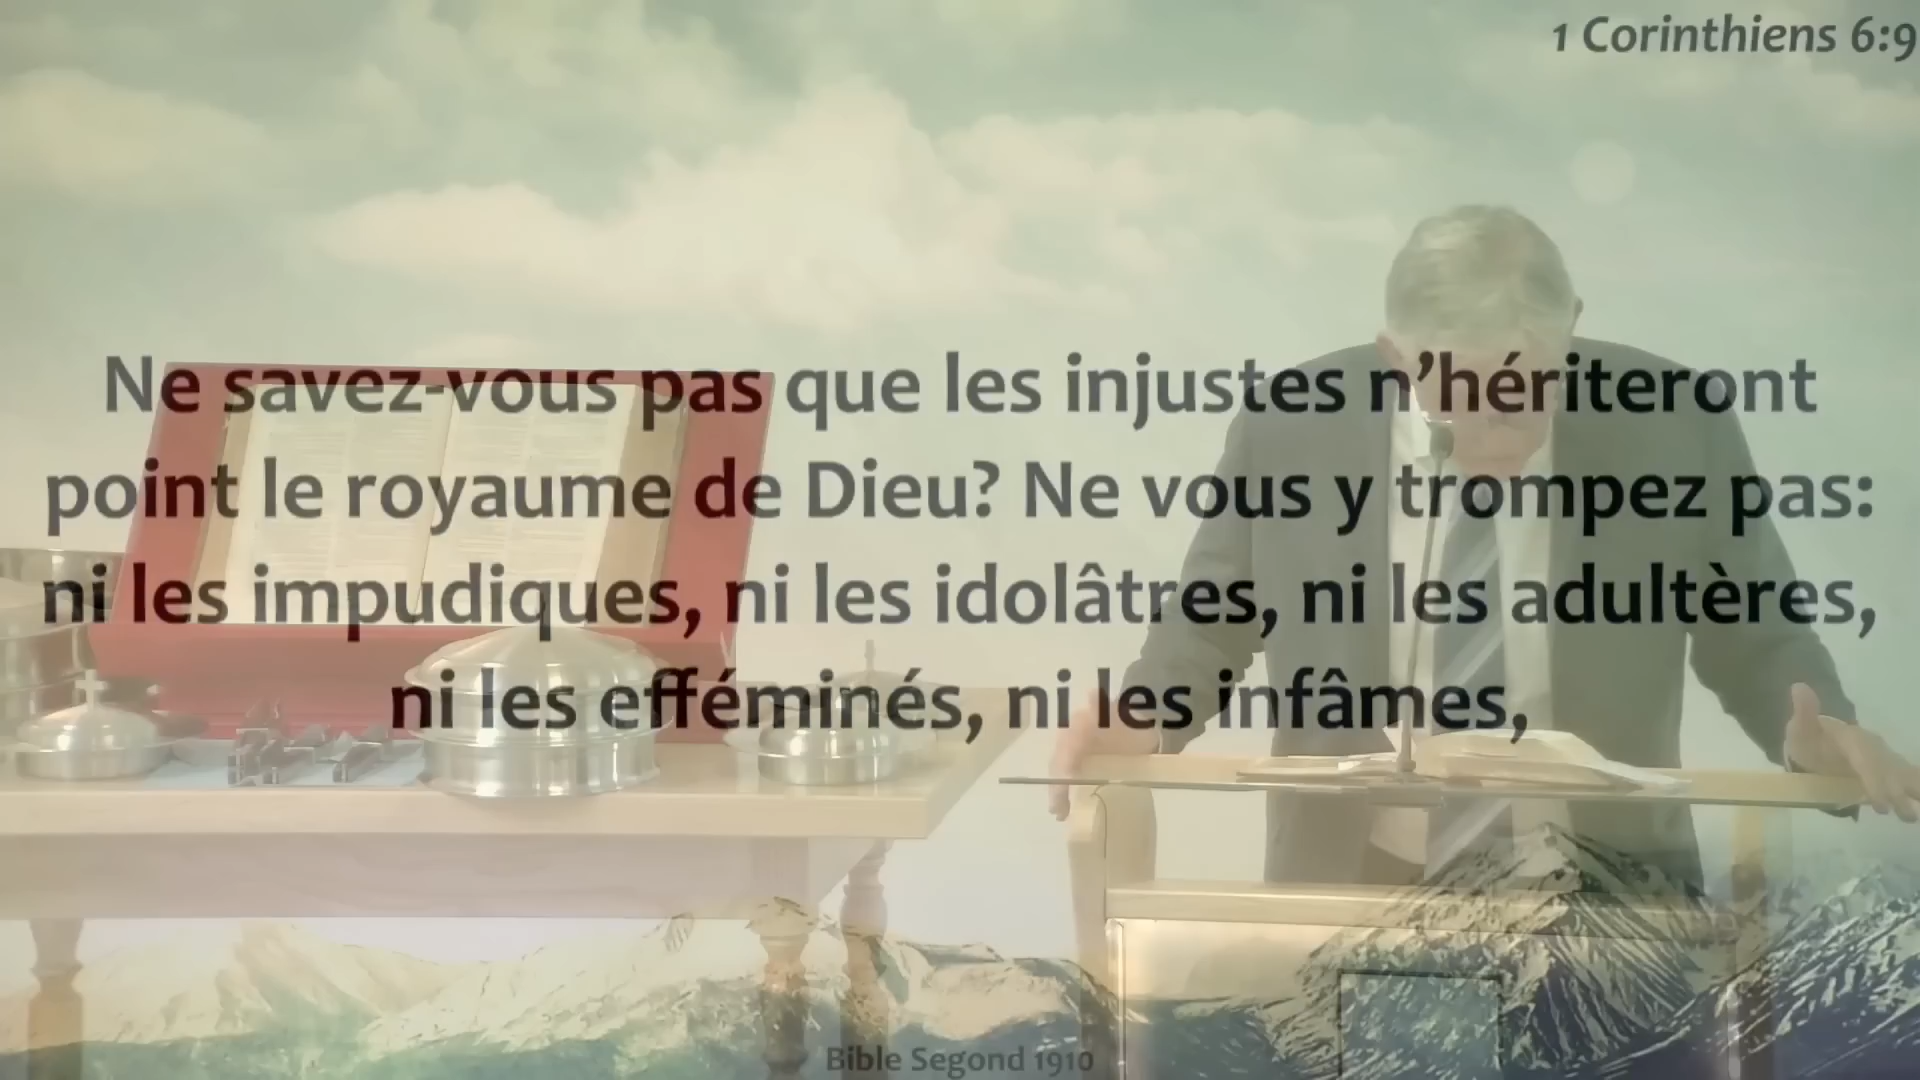 1 Corinthiens 6:9
Ne savez-vous pas que les injustes n’hériteront
point le royaume de Dieu? Ne vous y trompez pas:
ni les impudiques, ni les idolâtres, ni les adultères,
ni les efféminés, ni les infâmes,
Bible Segond 1910